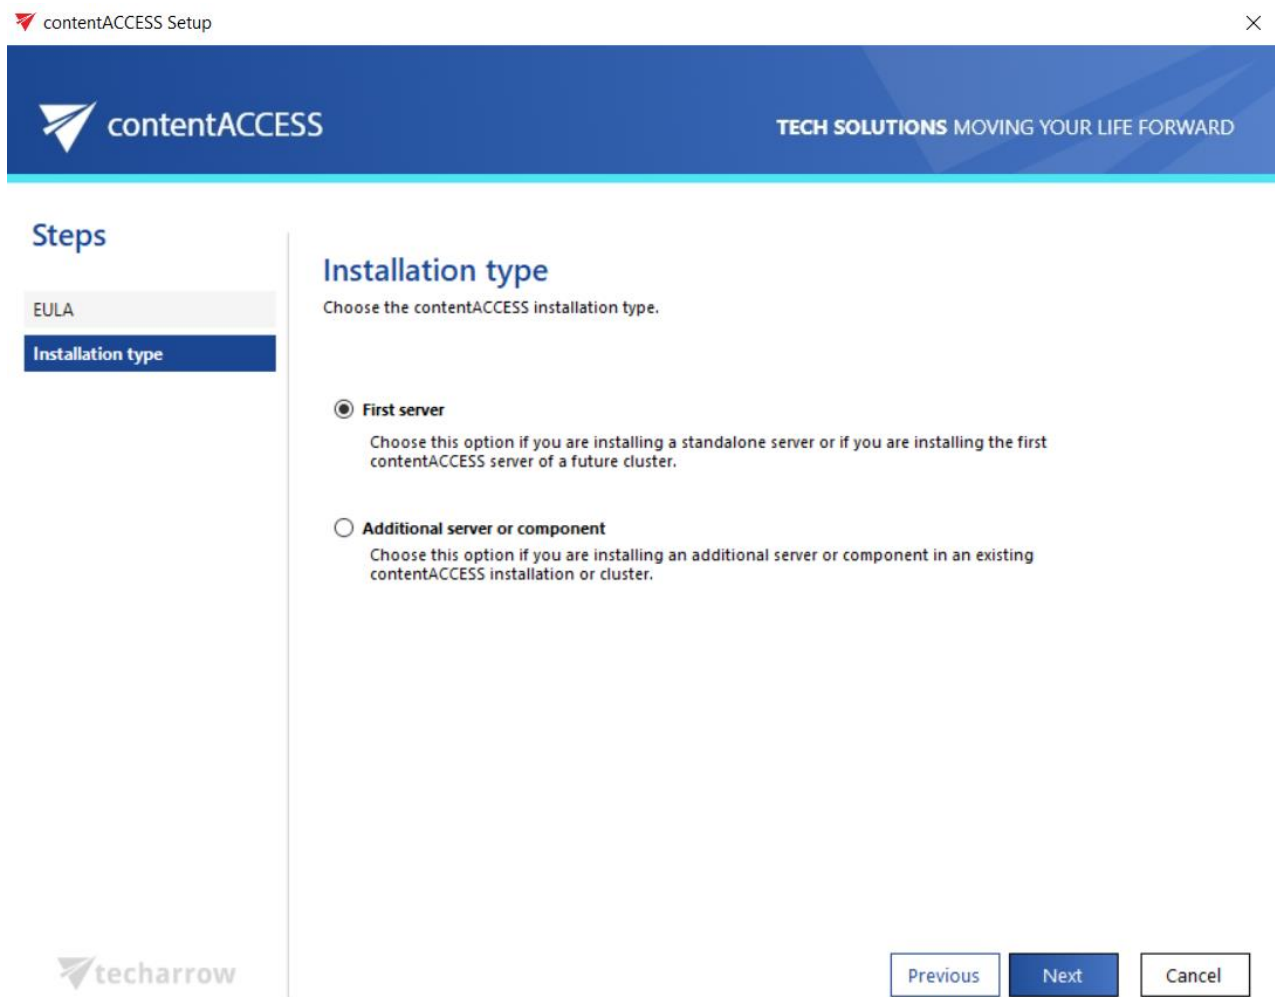 contentACCESS Setup
contentACCESS
TECH SOLUTIONS MOVING YOUR LIFE FORWARD
Steps
EULA
Installation type
Installation type
Choose the contentACCESS installation type.
First server
Choose this option if you are installing a standalone server or if you are installing the first
contentACCESS server of a future cluster.
Additional server or component
Choose this option if you are installing an additional server or component in an existing
contentACCESS installation or cluster.
techarrow
Previous
Next
Cancel